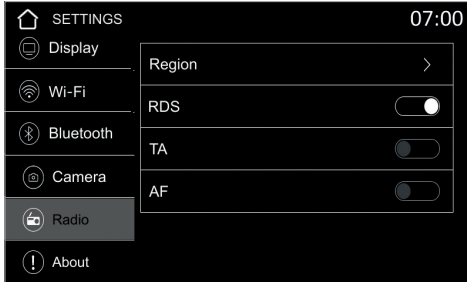 SETTINGS
07:00
Display
Wi-Fi
Bluetooth
Camera
Radio
About
Region
RDS
TA
AF